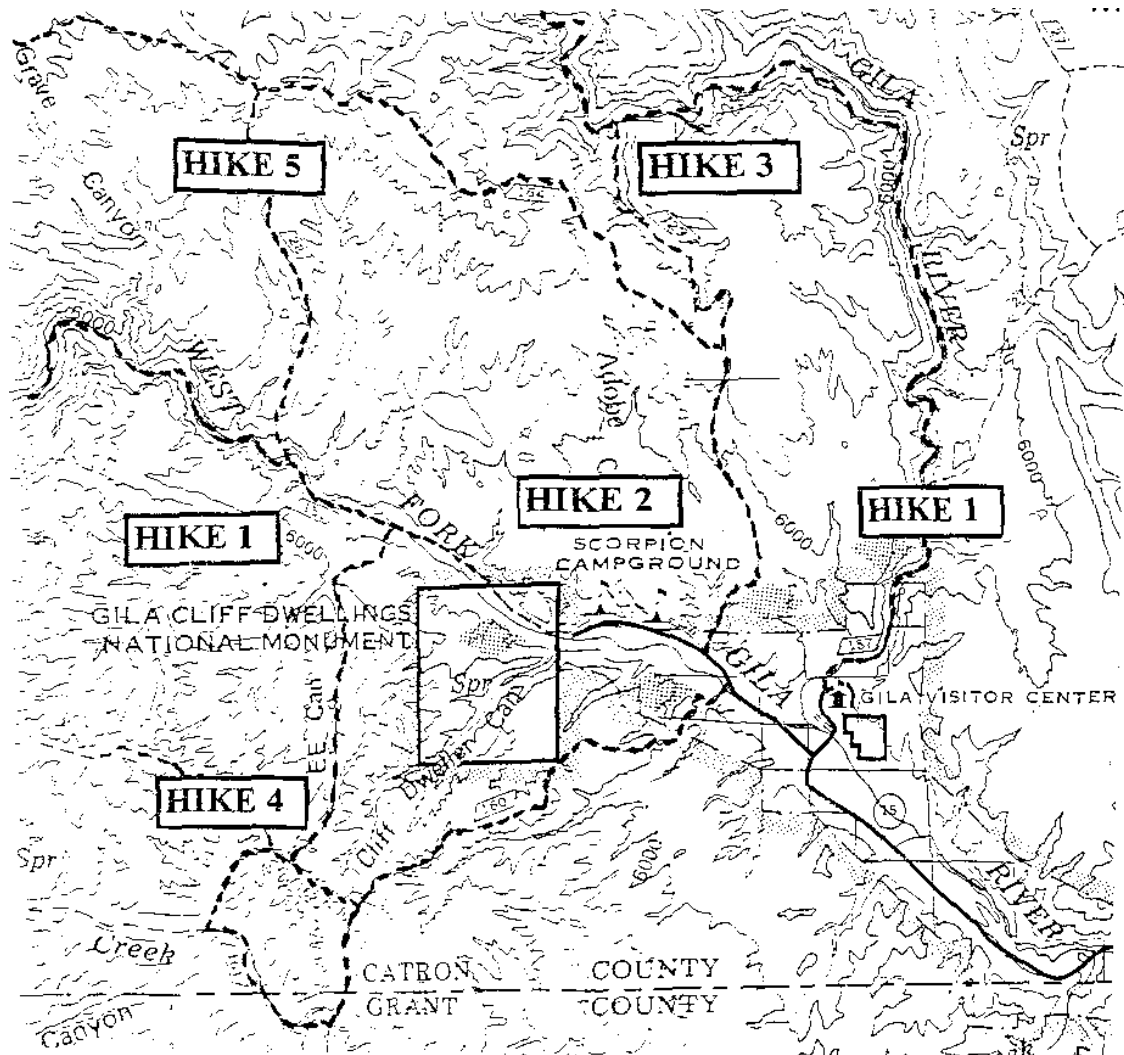 GILA
Grave
Spr
HIKE 5
HIKE 3
164
Canyon
6000
RIVER
6000
WEST
Adobe
C
6000
HIKE 2
HIKE 1
FORK
6000
HIKE 1
6000
SCORPION
CAMPGROUND
GILA CLIFF DWELLINGS
NATIONAL MONUMENT
157
GILA
Spr
GILA VISITOR CENTER
EE Can
Cliff Dweller Can
HIKE 4
160
15
Spr
6000
RIVER
Creek
CATRON COUNTY
GRANT COUNTY
Canyon